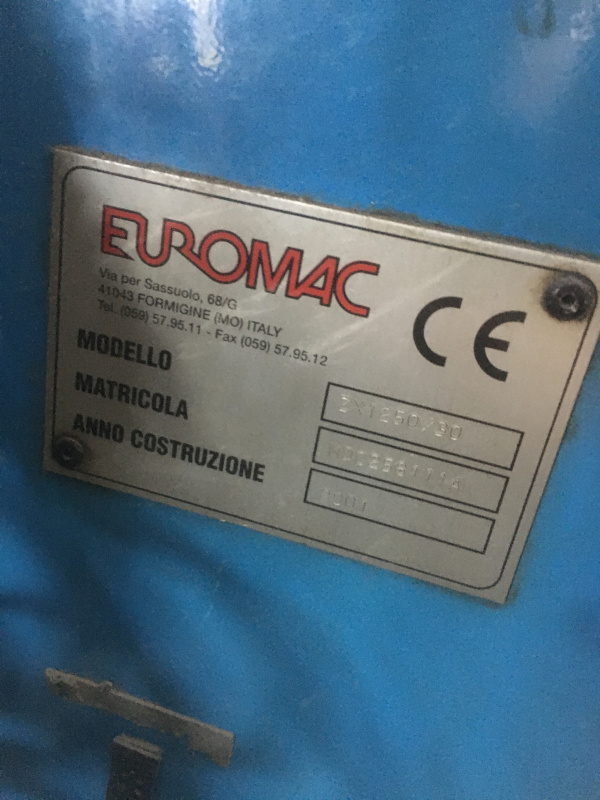 EUROMAC
Via per Sassuolo, 68/G
41043 FORMIGINE (MO) ITALY
Tel. (059) 57.95.11 - Fax (059) 57.95.12
CE
MODELLO
MATRICOLA
ANNO COSTRUZIONE